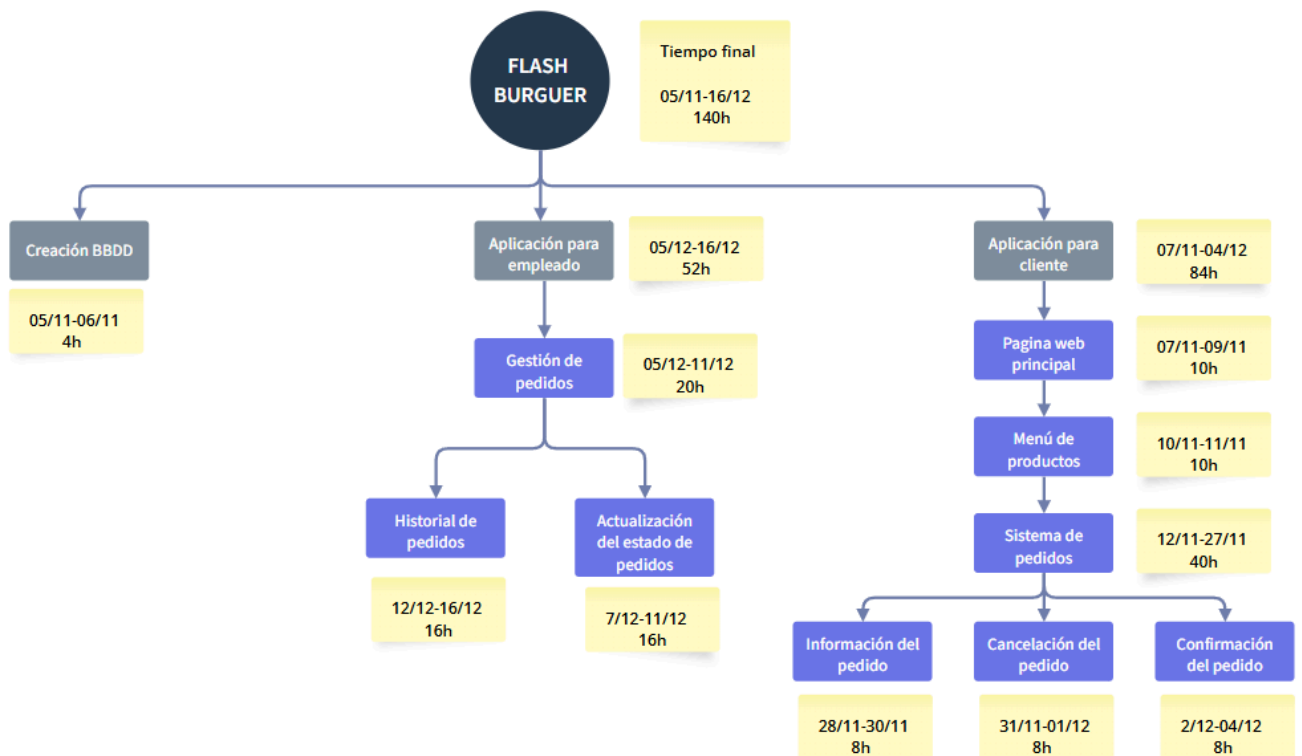 FLASH
BURGUER
Tiempo final
05/11-16/12
140h
Creación BBDD
05/11-06/11
4h
Aplicación para
empleado
05/12-16/12
52h
Aplicación para
cliente
07/11-04/12
84h
Gestión de
pedidos
05/12-11/12
20h
Pagina web
principal
07/11-09/11
10h
Menú de
productos
10/11-11/11
10h
Historial de
pedidos
12/12-16/12
16h
Actualización
del estado de
pedidos
7/12-11/12
16h
Sistema de
pedidos
12/11-27/11
40h
Información del
pedido
28/11-30/11
8h
Cancelación del
pedido
31/11-01/12
8h
Confirmación
del pedido
2/12-04/12
8h